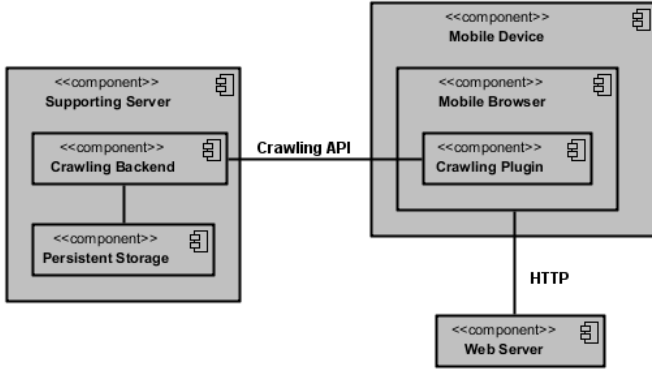 <<component>>
Mobile Device
<<component>>
Supporting Server
<<component>>
Mobile Browser
<<component>>
Crawling Backend
Crawling API
<<component>>
Crawling Plugin
<<component>>
Persistent Storage
HTTP
<<component>>
Web Server